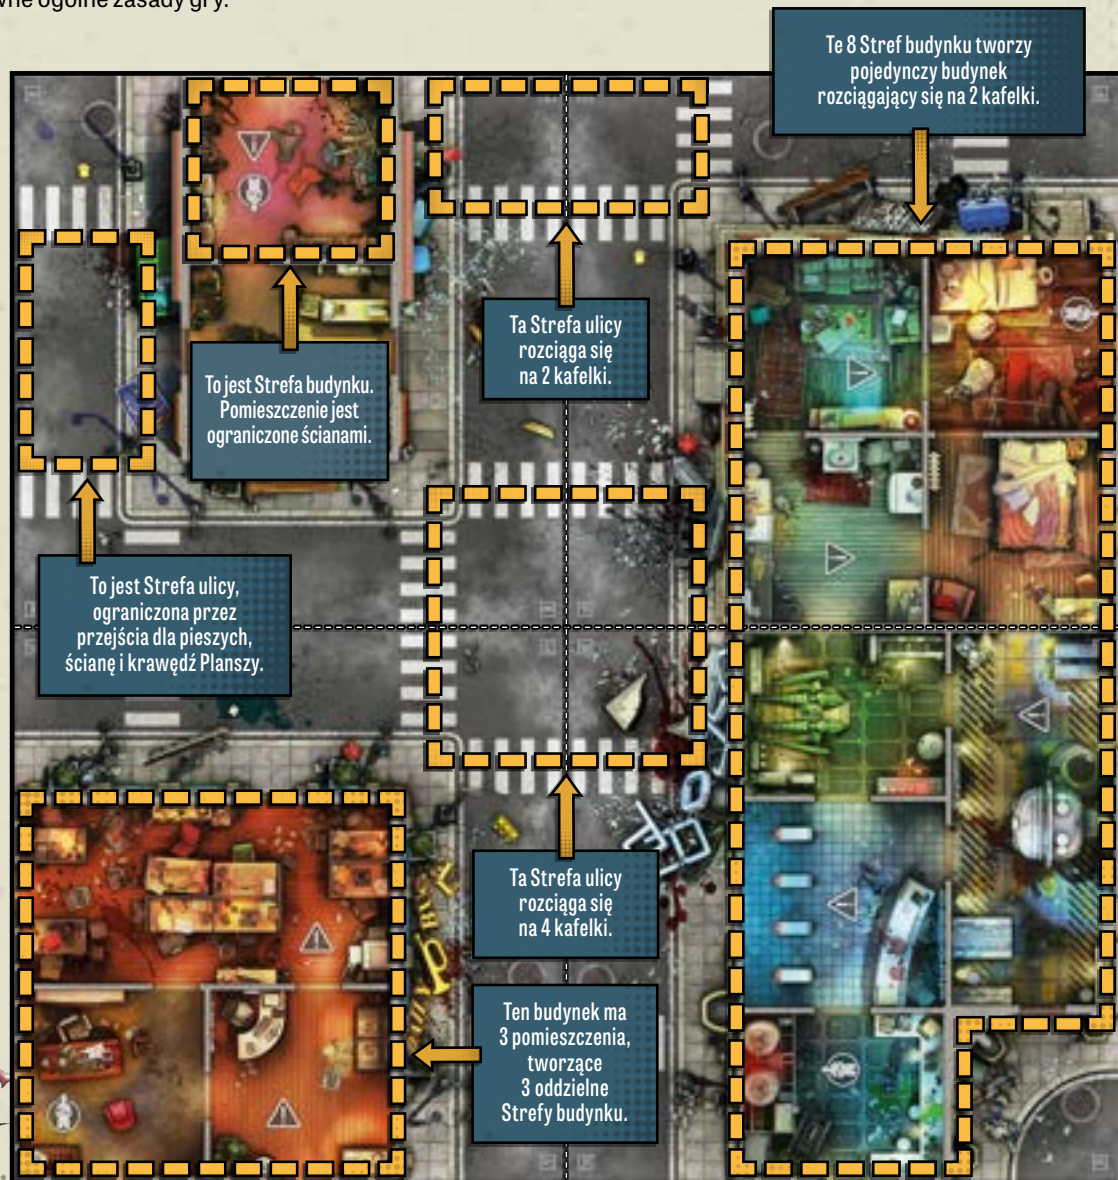 wne ogólne zasady gry.
Te 8 Stref budynku tworzy
pojedynczy budynek
rozciągający się na 2 kafelki.
Ta Strefa ulicy
rozciąga się
na 2 kafelki.
To jest Strefa budynku.
Pomieszczenie jest
ograniczone ścianami.
To jest Strefa ulicy,
ograniczona przez
przejścia dla pieszych,
ścianę i krawędź Planszy.
Ta Strefa ulicy
rozciąga się
na 4 kafelki.
Ten budynek ma
3 pomieszczenia,
tworzące
3 oddzielne
Strefy budynku.